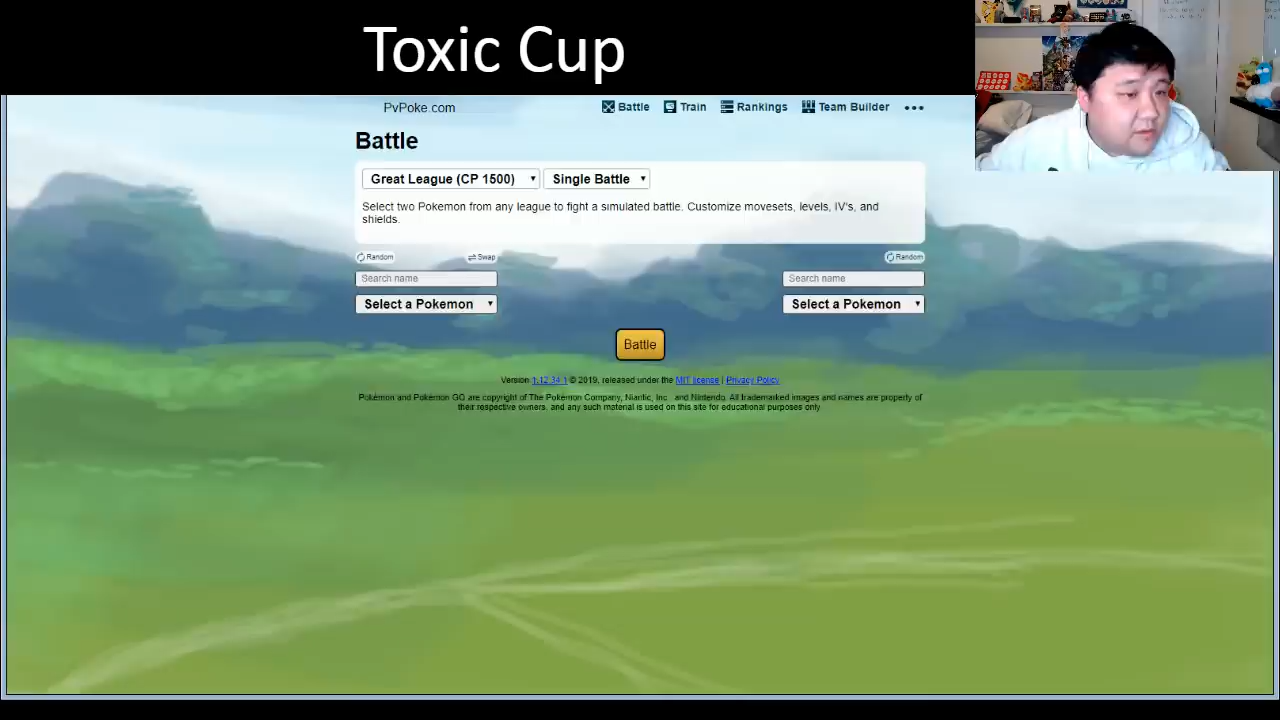 Toxic Cup
PvPoke.com
Battle
Train
Rankings
Team Builder
Battle
Great League (CP 1500)
Single Battle
Select two Pokemon from any league to fight a simulated battle. Customize movesets, levels, IV's, and
shields.
Random
Swap
Random
Search name
Search name
Select a Pokemon
Select a Pokemon
Battle
Version 1.12.34.1 © 2019, released under the MIT license | Privacy Policy
Pokémon and Pokémon GO are copyright of The Pokémon Company, Niantic, Inc., and Nintendo. All trademarked images and names are property of
their respective owners, and any such material is used on this site for educational purposes only.